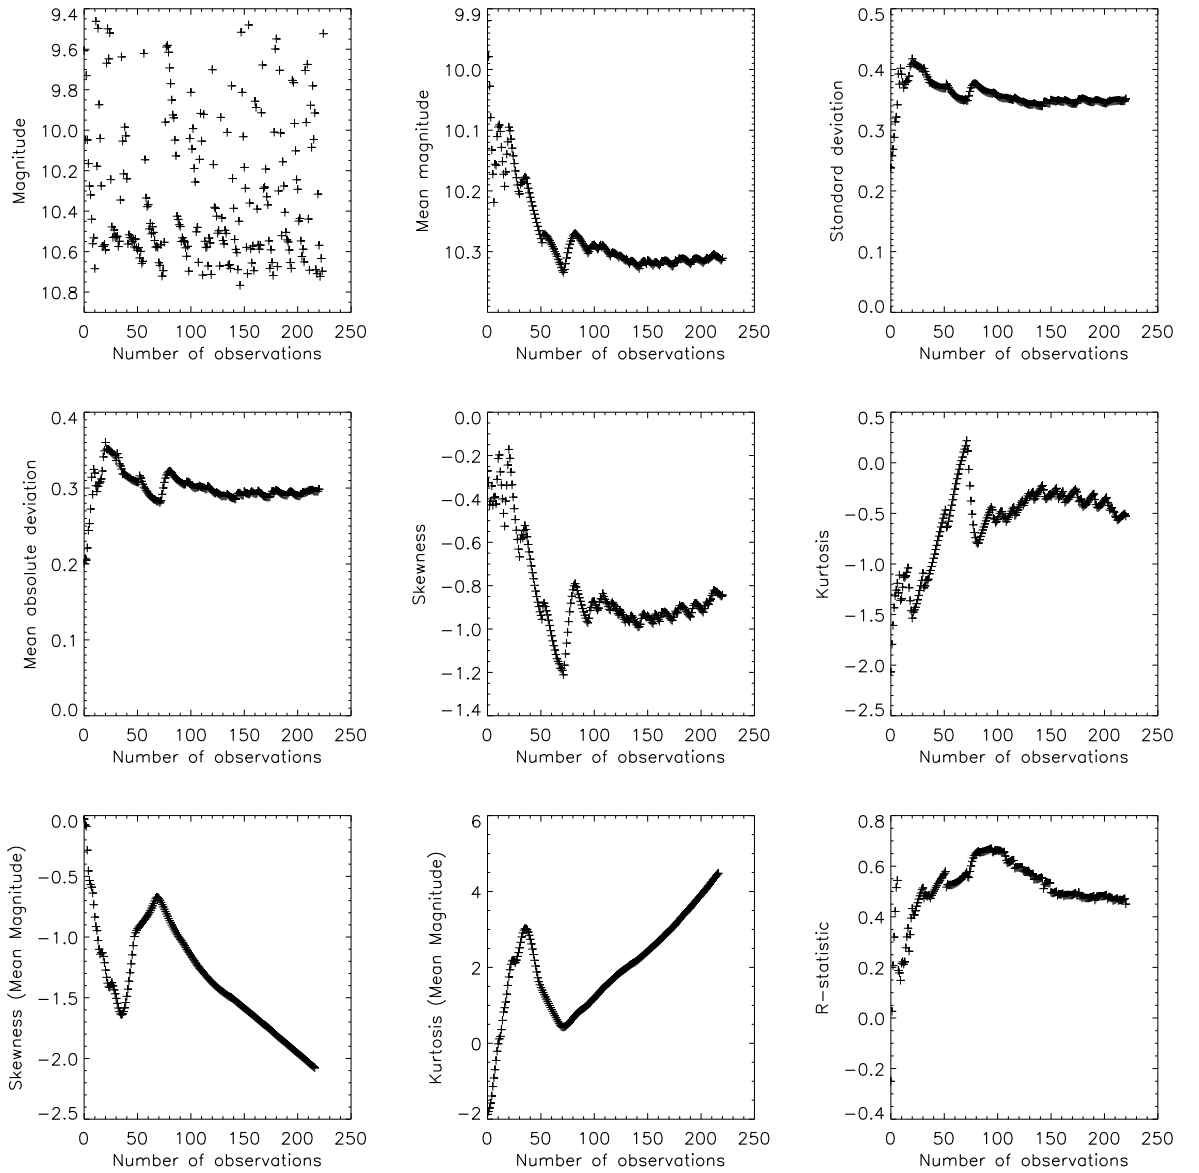 9.4
9.6
9.8
10.0
10.2
10.4
10.6
10.8
Magnitude
0 50 100 150 200 250
Number of observations
9.9
10.0
10.1
10.2
10.3
Mean magnitude
0 50 100 150 200 250
Number of observations
0.5
0.4
0.3
0.2
0.1
0.0
Standard deviation
0 50 100 150 200 250
Number of observations
0.4
0.3
0.2
0.1
0.0
Mean absolute deviation
0 50 100 150 200 250
Number of observations
0.0
−0.2
−0.4
−0.6
−0.8
−1.0
−1.2
−1.4
Skewness
0 50 100 150 200 250
Number of observations
0.5
0.0
−0.5
−1.0
−1.5
−2.0
−2.5
Kurtosis
0 50 100 150 200 250
Number of observations
0.0
−0.5
−1.0
−1.5
−2.0
−2.5
Skewness (Mean Magnitude)
0 50 100 150 200 250
Number of observations
6
4
2
0
−2
Kurtosis (Mean Magnitude)
0 50 100 150 200 250
Number of observations
0.8
0.6
0.4
0.2
0.0
−0.2
−0.4
R−statistic
0 50 100 150 200 250
Number of observations